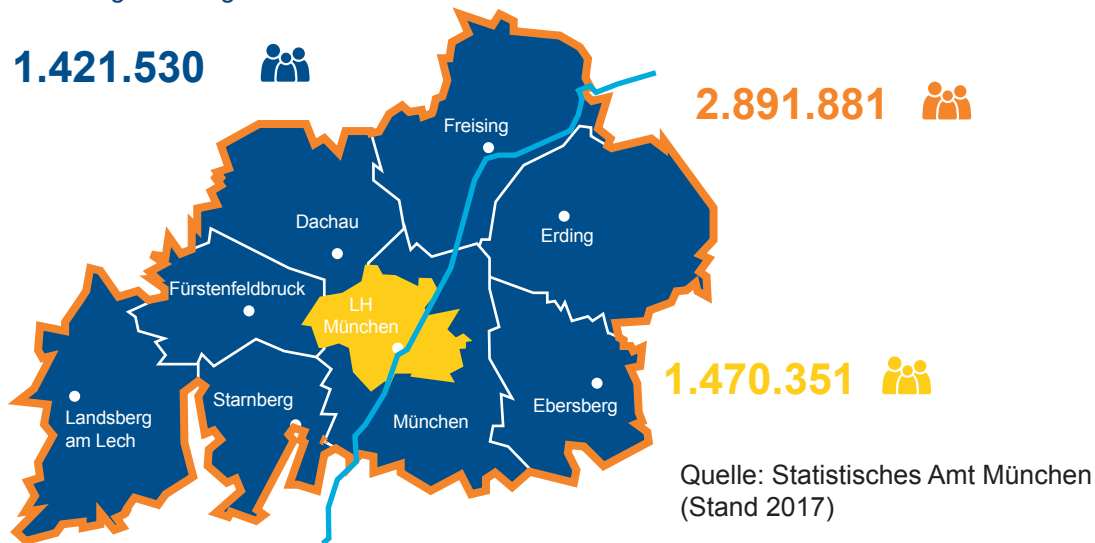 1.421.530
2.891.881
Freising
Dachau
Erding
Fürstenfeldbruck
LH
München
1.470.351
Landsberg
am Lech
Starnberg
München
Ebersberg
Quelle: Statistisches Amt München
(Stand 2017)